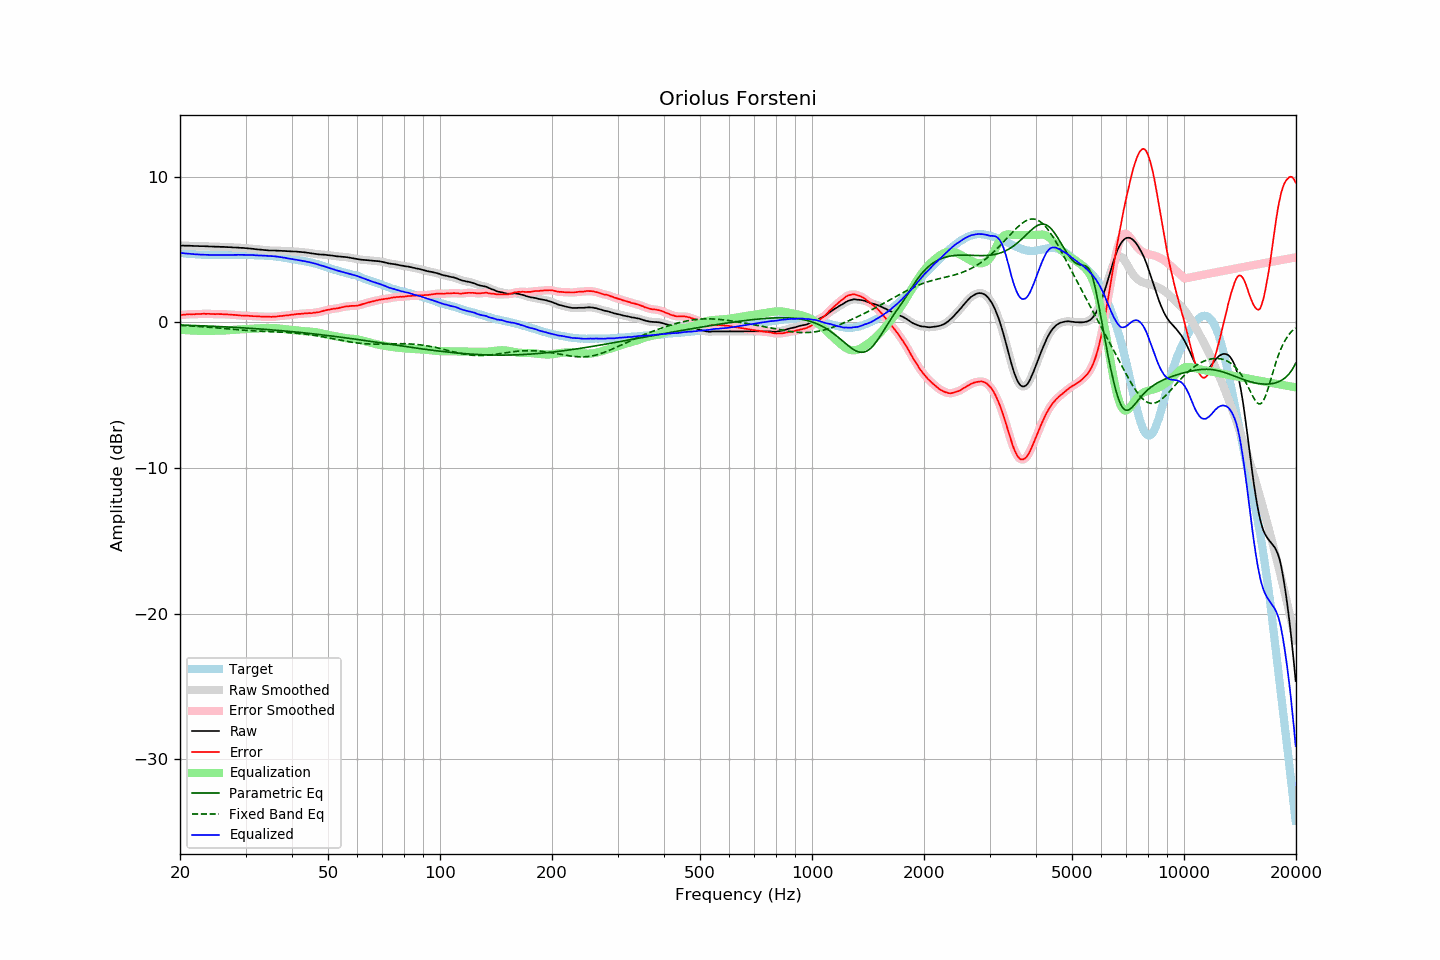 Oriolus Forsteni
Amplitude (dBr)
10
0
−10
−20
−30
Target
Raw Smoothed
Error Smoothed
Raw
Error
Equalization
Parametric Eq
Fixed Band Eq
Equalized
20 50 100 200 500 1000 2000 5000 10000 20000
Frequency (Hz)